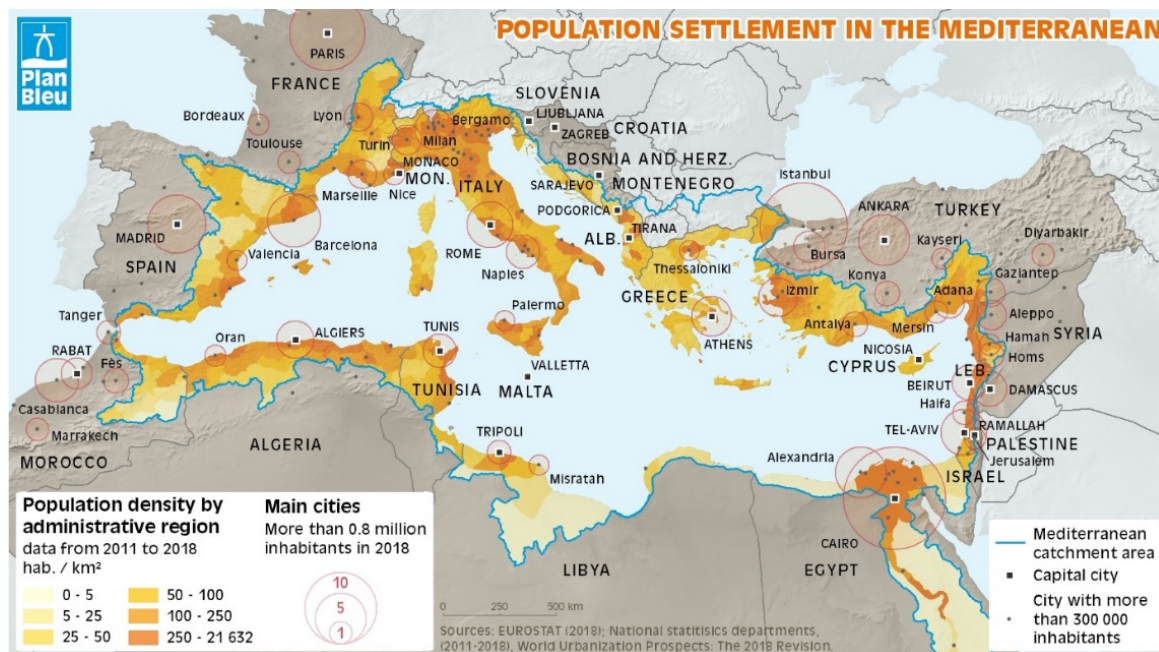 POPULATION SETTLEMENT IN THE MEDITERRANEAN
Plan
Bleu
PARIS
FRANCE
SLOVENIA
LJUBLJANA
ZAGREB
CROATIA
Bordeaux
Lyon
Bergamo
Toulouse
Turin
Milan
BOSNIA AND HERZ.
MONACO
MON.
ITALY
SARAJEVO
MONTENEGRO
Istanbul
Marseille
Nice
PODGORICA
ANKARA
TURKEY
MADRID
Barcelona
ROME
ALB.
TIRANA
Bursa
Kayseri
Diyarbakir
SPAIN
Valencia
Naples
Thessaloniki
Konya
Gaziantep
GREECE
Izmir
Adana
Palermo
Antalya
Mersin
Aleppo
Tanger
ALGIERS
TUNIS
ATHENS
SYRIA
Hamah
RABAT
Oran
VALLETTA
NICOSIA
Homs
Fès
CYPRUS
LEB.
TUNISIA
MALTA
BEIRUT
DAMASCUS
Casablanca
Haifa
Marrakech
TRIPOLI
TEL-AVIV
RAMALLAH
ALGERIA
PALESTINE
MOROCCO
Alexandria
Jerusalem
Misratah
ISRAEL
CAIRO
LIBYA
EGYPT
Population density by
administrative region
data from 2011 to 2018
hab. / km²
0 - 5
5 - 25
25 - 50
50 - 100
100 - 250
250 - 21 632
Main cities
More than 0.8 million
inhabitants in 2018
10
5
1
0 250 500 km
Sources: EUROSTAT (2018); National statitisics departments,
(2011-2018), World Urbanization Prospects: The 2018 Revision.
Mediterranean
catchment area
Capital city
City with more
than 300 000
inhabitants